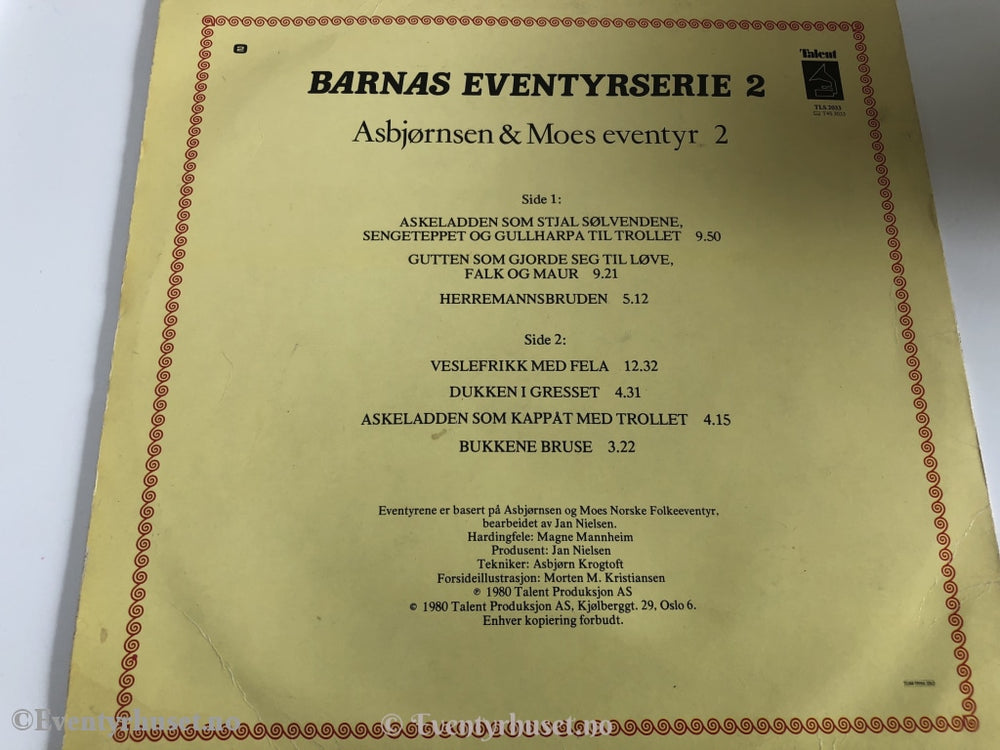 2
Talent
TLS 2033
BARNAS EVENTYRSERIE 2
Asbjørnsen & Moes eventyr 2
Side 1:
ASKELADDEN SOM STJAL SØLVENDENE,
SENGETEPPET OG GULLHARPA TIL TROLLET 9.50
GUTTEN SOM GJORDE SEG TIL LØVE,
FALK OG MAUR 9.21
HERREMANNSBRUDEN 5.12
Side 2:
VESLEFRIKK MED FELA 12.32
DUKKEN I GRESSET 4.31
ASKELADDEN SOM KAPPÅT MED TROLLET 4.15
BUKKENE BRUSE 3.22
Eventyrene er basert på Asbjørnsen og Moes Norske Folkeeventyr,
bearbeidet av Jan Nielsen.
Hardingfele: Magne Mannheim
Produsent: Jan Nielsen
Tekniker: Asbjørn Krogtoft
Forsideillustrasjon: Morten M. Kristiansen
℗ 1980 Talent Produksjon AS
© 1980 Talent Produksjon AS, Kjølberggt. 29, Oslo 6.
Enhver kopiering forbudt.
©Eventyrhuset.no
© Eventyrhuset.no